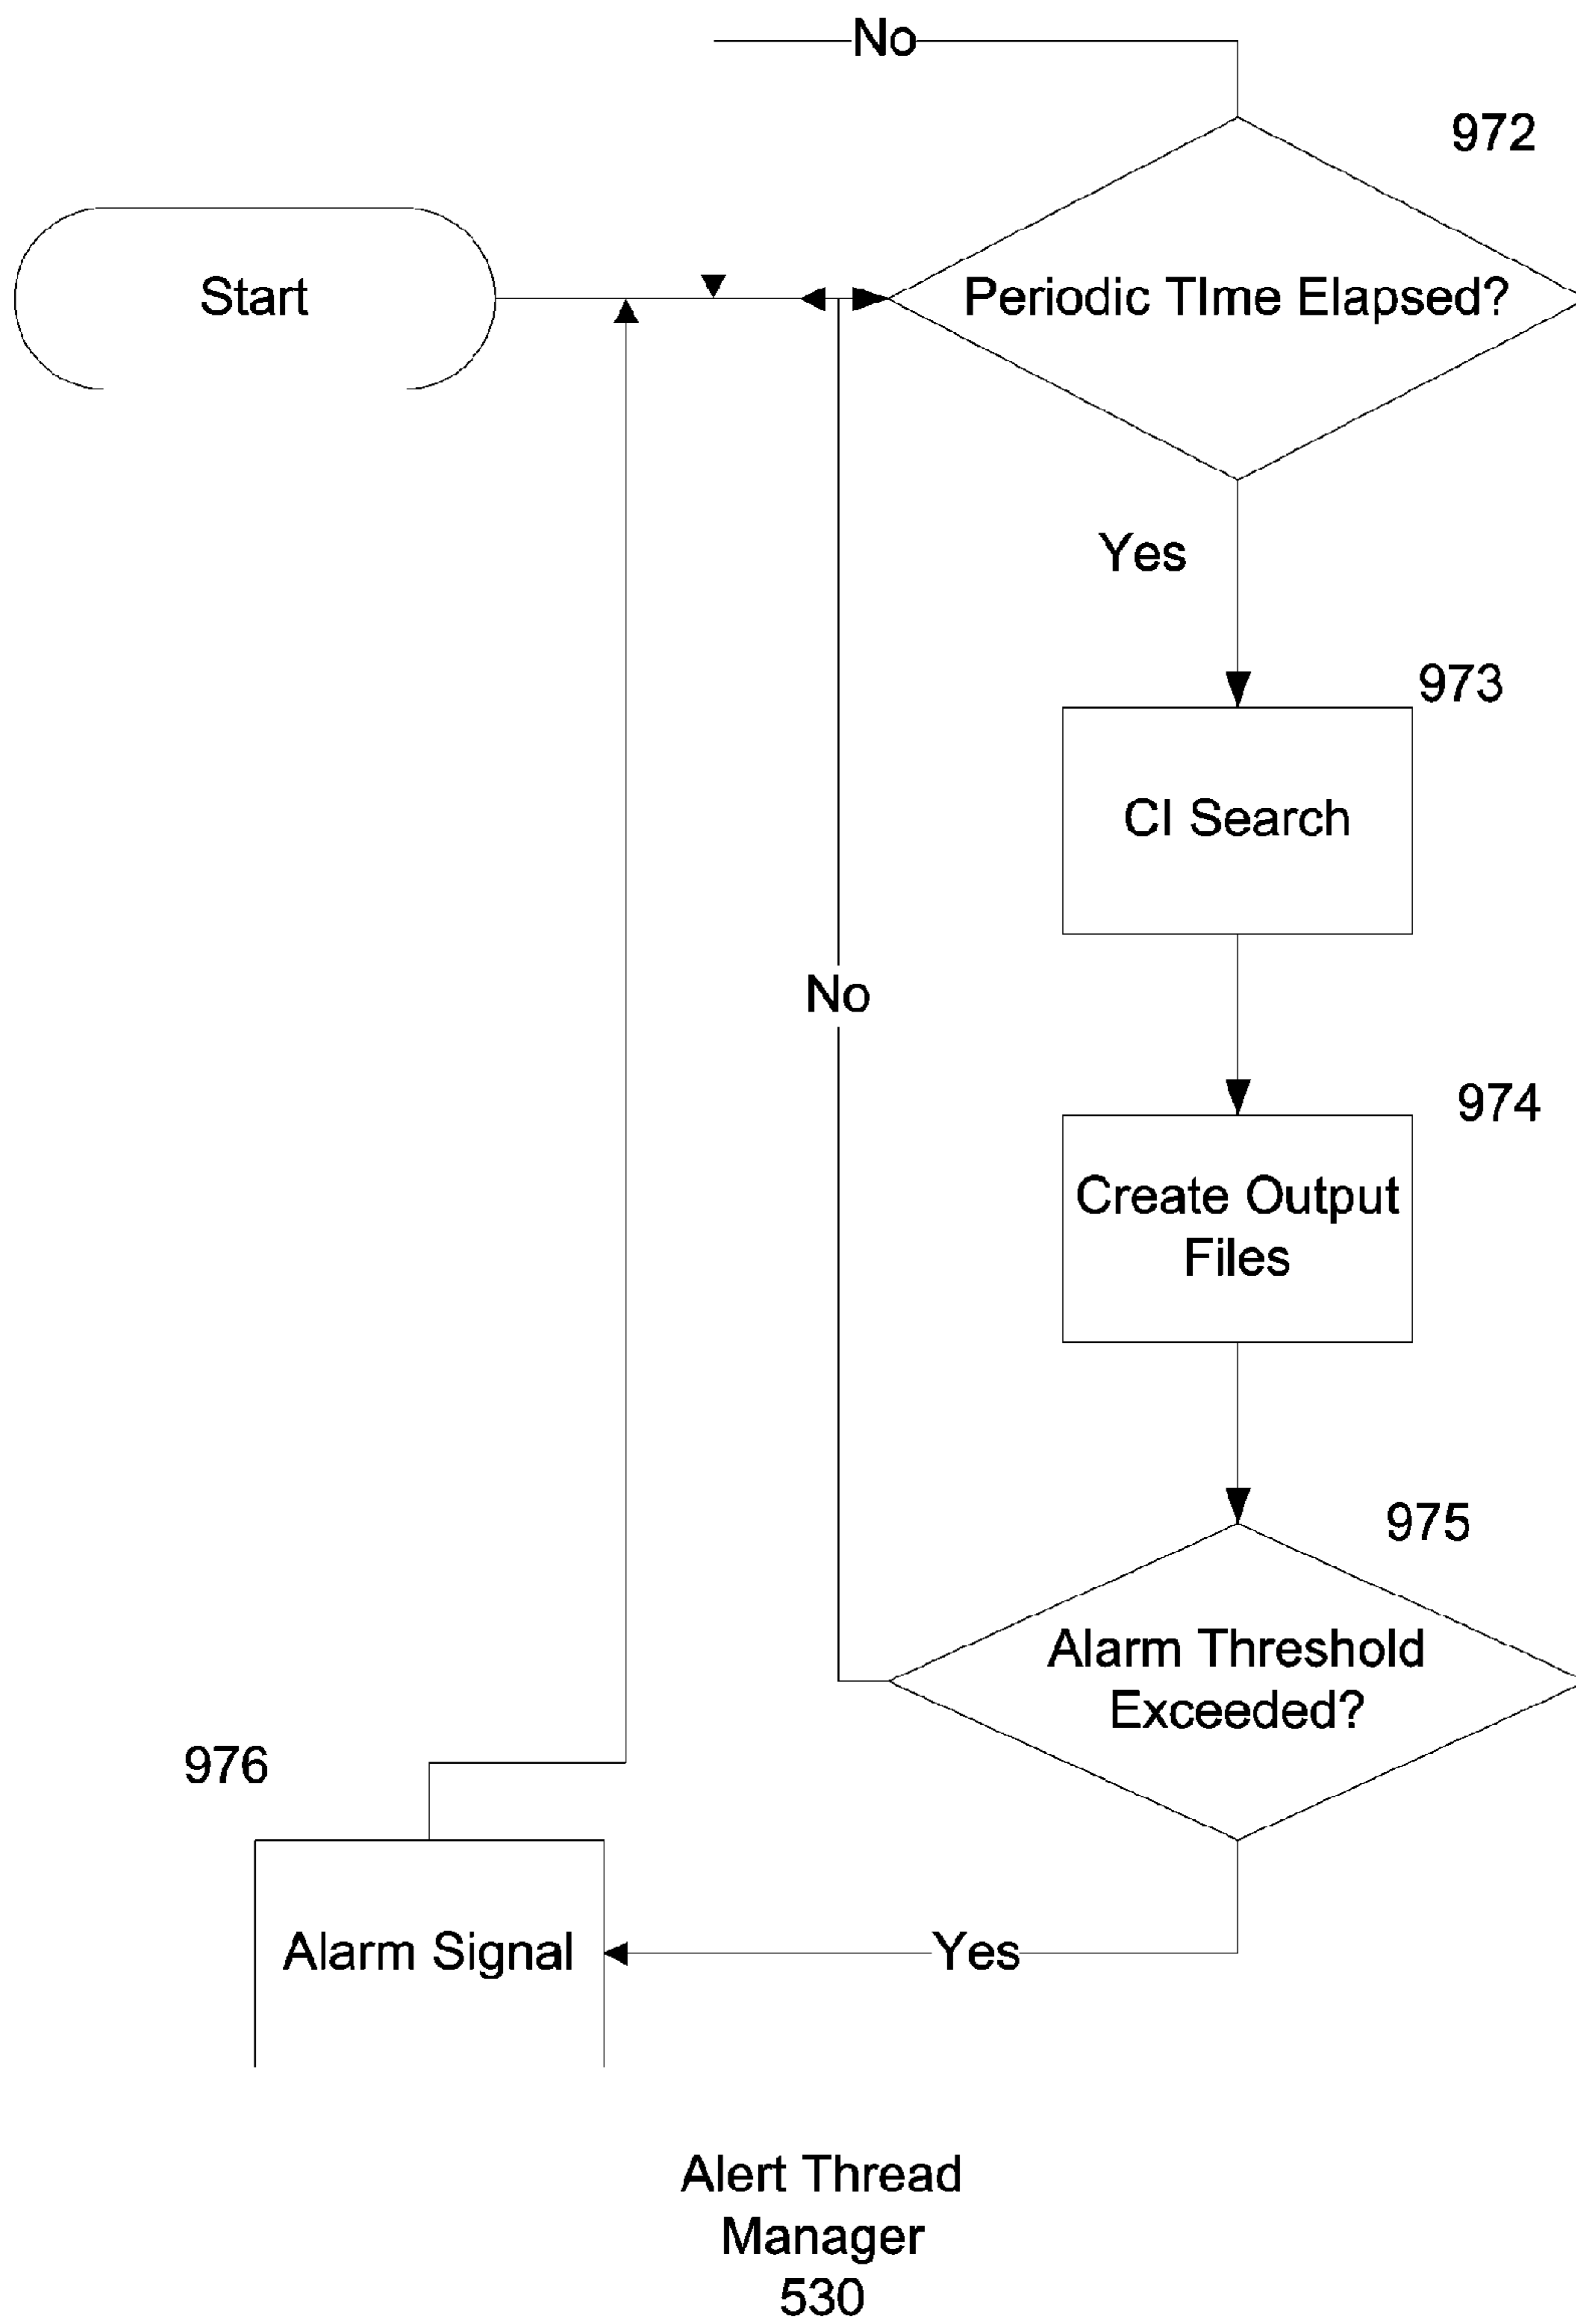 No
972
Start
Periodic TIme Elapsed?
Yes
973
CI Search
No
974
Create Output
Files
975
Alarm Threshold
Exceeded?
976
Alarm Signal
Yes
Alert Thread
Manager
530